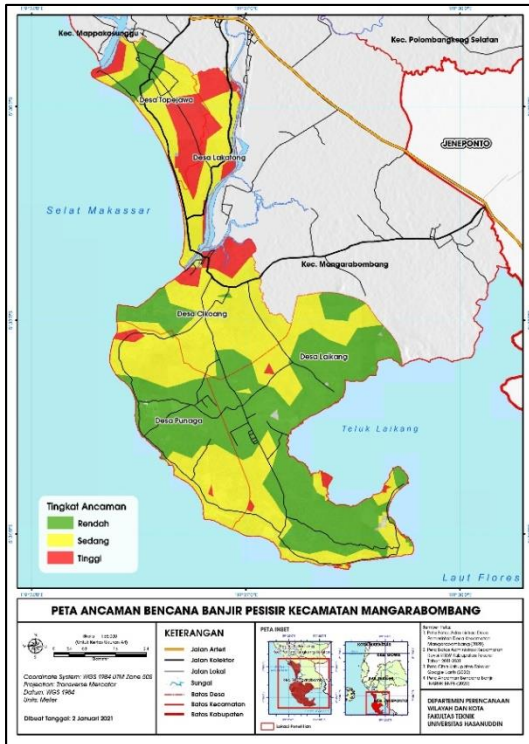 Kec. Mappakasunggu
Kec. Polombangkeng Selatan
Desa Topejawa
JENEPONTO
Desa Lakatong
Selat Makassar
Kec. Mangarabombang
Desa Cikoang
Desa Laikang
Desa Punaga
Teluk Laikang
Tingkat Ancaman
Rendah
Sedang
Tinggi
Laut Flores
PETA ANCAMAN BENCANA BANJIR PESISIR KECAMATAN MANGARABOMBANG
Coordinate System: WGS 1984 UTM Zone 50S
Projection: Transverse Mercator
Datum: WGS 1984
Units: Meter
Dibuat Tanggal: 2 Januari 2021
KETERANGAN
Jalan Arteri
Jalan Kolektor
Jalan Lokal
Sungai
Batas Desa
Batas Kecamatan
Batas Kabupaten
PETA INSET
Lokasi Penelitian
DEPARTEMEN PERENCANAAN
WILAYAH DAN KOTA
FAKULTAS TEKNIK
UNIVERSITAS HASANUDDIN